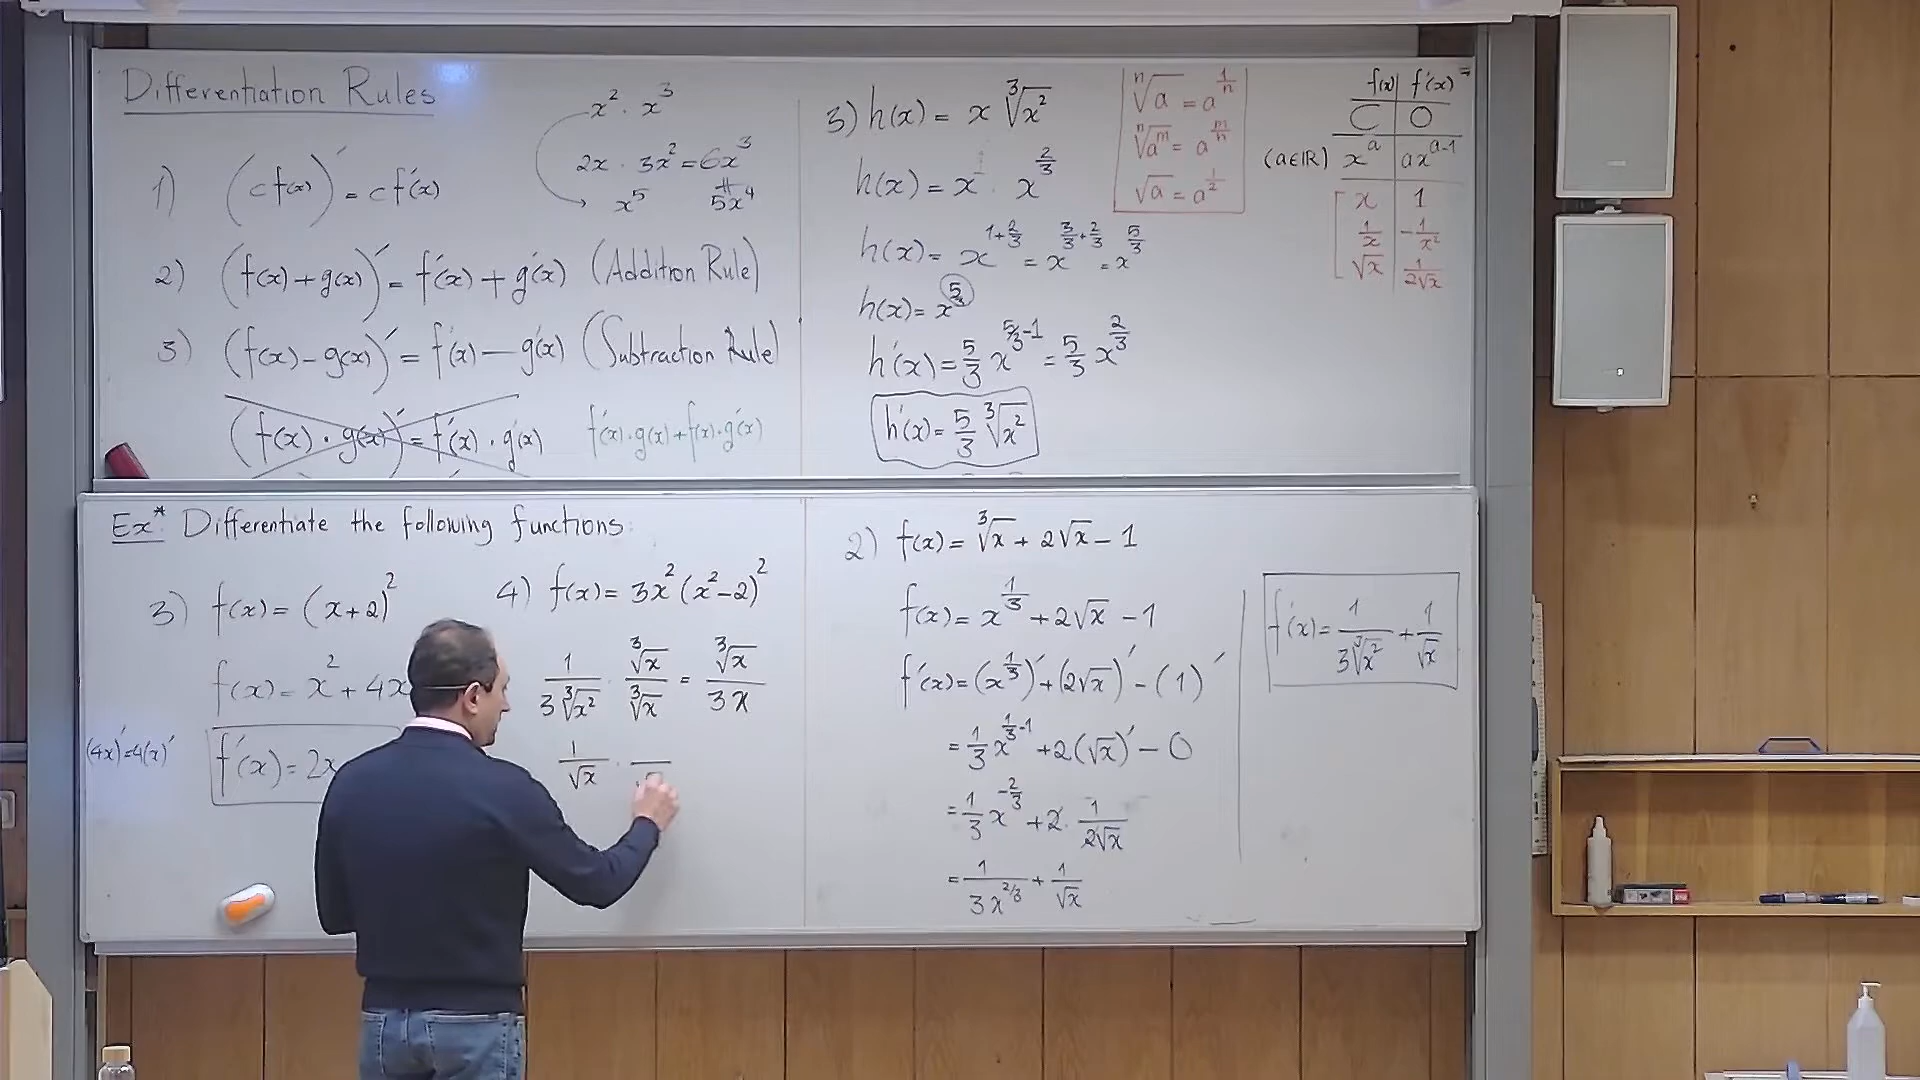 Differentiation Rules
x² · x³
2x · 3x² = 6x³
∦
x⁵ 5x⁴
1) (c f(x))′ = c f′(x)
2) (f(x) + g(x))′ = f′(x) + g′(x) (Addition Rule)
3) (f(x) − g(x))′ = f′(x) − g′(x) (Subtraction Rule)
(f(x) · g(x))′ = f′(x) · g′(x) f′(x)·g(x)+f(x)·g′(x)
3) h(x) = x ∛x²
h(x) = x¹ · x^(2/3)
h(x) = x^(1+2/3) = x^(3/3+2/3) = x^(5/3)
h(x) = x^(5/3)
h′(x) = 5/3 x^(5/3−1) = 5/3 x^(2/3)
h′(x) = 5/3 ∛x²
ⁿ√a = a^(1/n)
ⁿ√aᵐ = a^(m/n)
√a = a^(1/2)
f(x) f′(x)
C 0
(a∈ℝ) x^a ax^(a−1)
x 1
1/x −1/x²
√x 1/(2√x)
Ex* Differentiate the following functions:
3) f(x) = (x+2)²
f(x) = x² + 4x
(4x)′=4(x)′
f′(x) = 2x
4) f(x) = 3x² (x²−2)²
1/(3∛x²) · ∛x/∛x = ∛x/(3x)
1/√x ·
2) f(x) = ∛x + 2√x − 1
f(x) = x^(1/3) + 2√x − 1
f′(x) = (x^(1/3))′ + (2√x)′ − (1)′
= 1/3 x^(1/3−1) + 2(√x)′ − 0
= 1/3 x^(−2/3) + 2 · 1/(2√x)
= 1/(3x^(2/3)) + 1/√x
f′(x) = 1/(3∛x²) + 1/√x